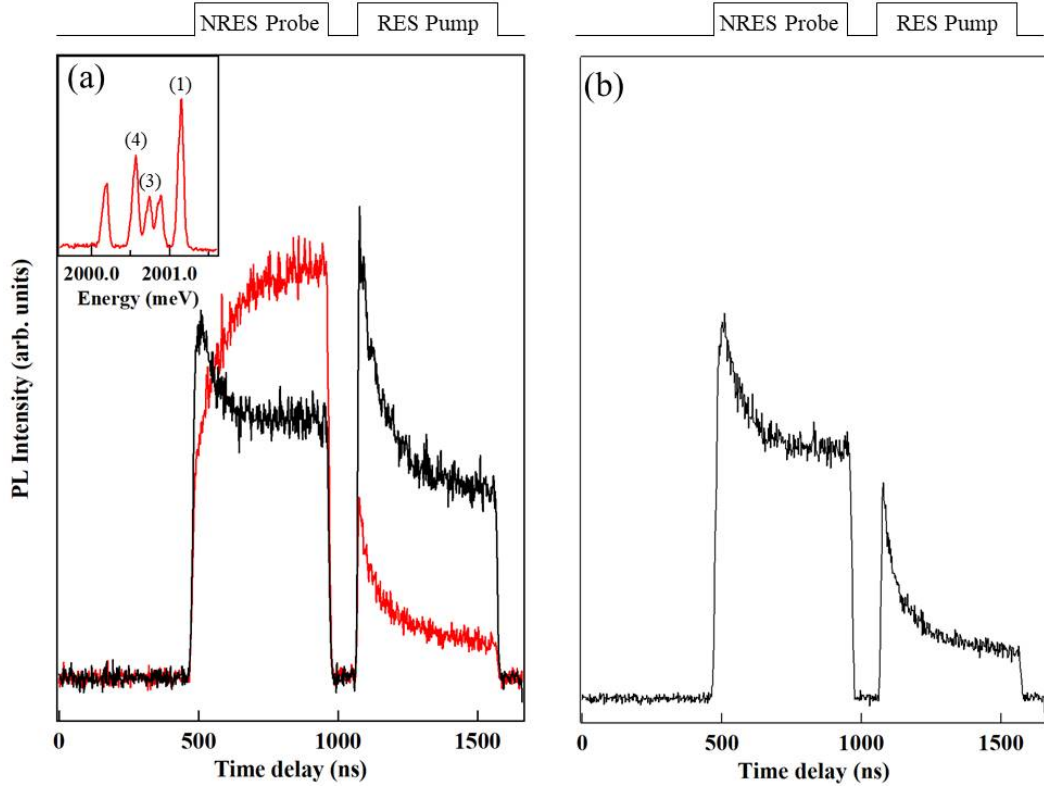 NRES Probe RES Pump
NRES Probe RES Pump
(a)
(1)
(4)
(3)
2000.0 2001.0
Energy (meV)
PL Intensity (arb. units)
0 500 1000 1500
Time delay (ns)
(b)
0 500 1000 1500
Time delay (ns)